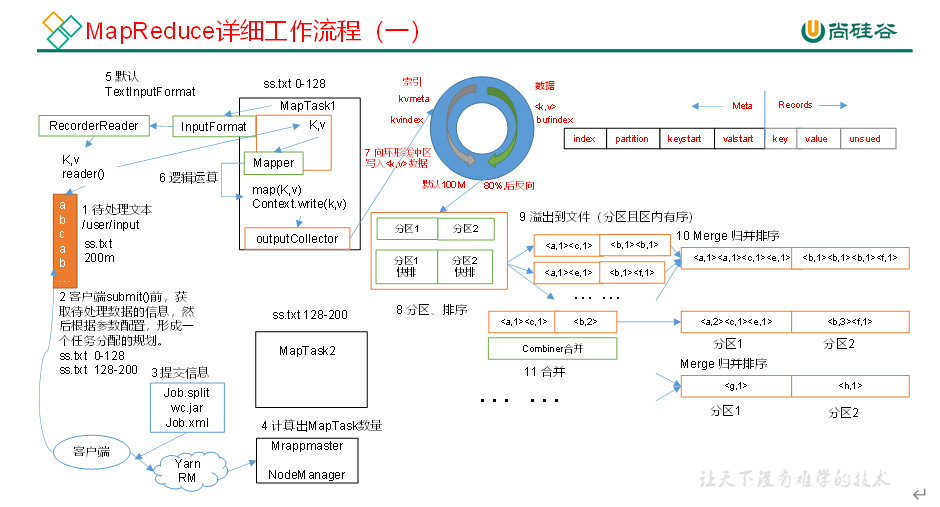 MapReduce详细工作流程（一）
尚硅谷
5 默认
TextInputFormat
ss.txt 0-128
MapTask1
RecorderReader
InputFormat
K,v
K,v
reader()
Mapper
6 逻辑运算
map(K,v)
Context.write(k,v)
outputCollector
a
b
c
a
b
...
1 待处理文本
/user/input
ss.txt
200m
2 客户端submit()前，获
取待处理数据的信息，然
后根据参数配置，形成一
个任务分配的规划。
ss.txt 0-128
ss.txt 128-200
3提交信息
Job.split
wc.jar
Job.xml
客户端
Yarn
RM
4 计算出MapTask数量
Mrappmaster
NodeManager
ss.txt 128-200
MapTask2
索引
kvmeta
kvindex
数据
<k,v>
bufindex
7 向环形缓冲区
写入<k,v>数据
默认100M
80%,后反向
Meta
Records
index partition keystart valstart key value unsued
分区1 分区2
分区1
快排
分区2
快排
8 分区、排序
9 溢出到文件（分区且区内有序）
<a,1><c,1> <b,1><b,1>
<a,1><e,1> <b,1><f,1>
... ...
<a,1><c,1> <b,2>
Combiner合并
11 合并
... ...
10 Merge 归并排序
<a,1><a,1><c,1><e,1> <b,1><b,1><b,1><f,1>
<a,2><c,1><e,1> <b,3><f,1>
分区1 分区2
Merge 归并排序
<g,1> <h,1>
分区1 分区2
让天下没有难学的技术